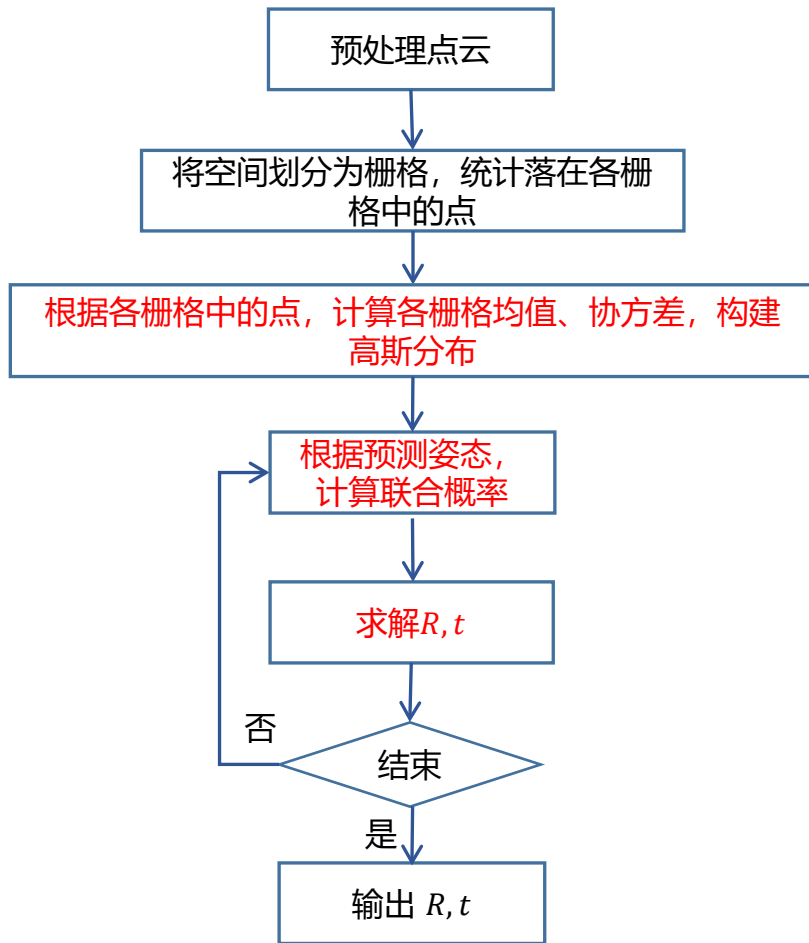 预处理点云
将空间划分为栅格，统计落在各栅
格中的点
根据各栅格中的点，计算各栅格均值、协方差，构建
高斯分布
根据预测姿态，
计算联合概率
求解R, t
否
结束
是
输出 R, t